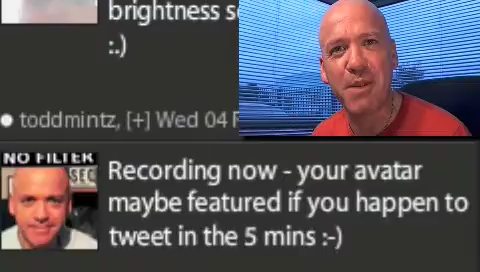 brightness s
:.)
toddmintz, [+] Wed 04 F
NO FILTER
SEC
Recording now - your avatar
maybe featured if you happen to
tweet in the 5 mins :-)